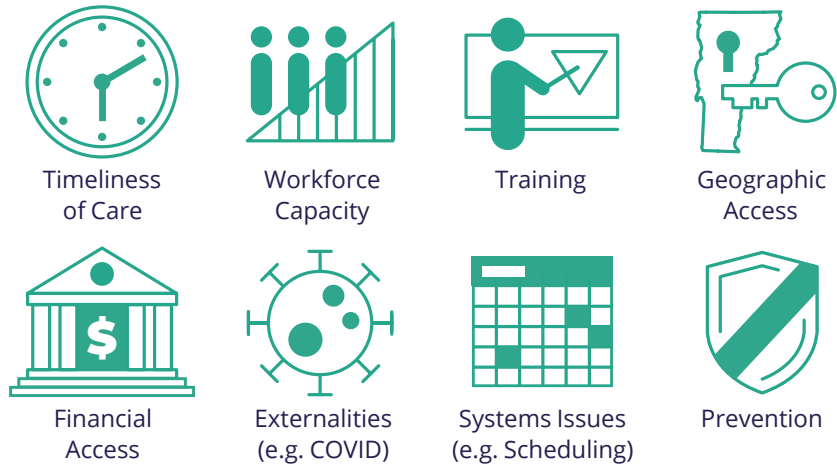 Timeliness
of Care
Workforce
Capacity
Training
Geographic
Access
$
Financial
Access
Externalities
(e.g. COVID)
Systems Issues
(e.g. Scheduling)
Prevention